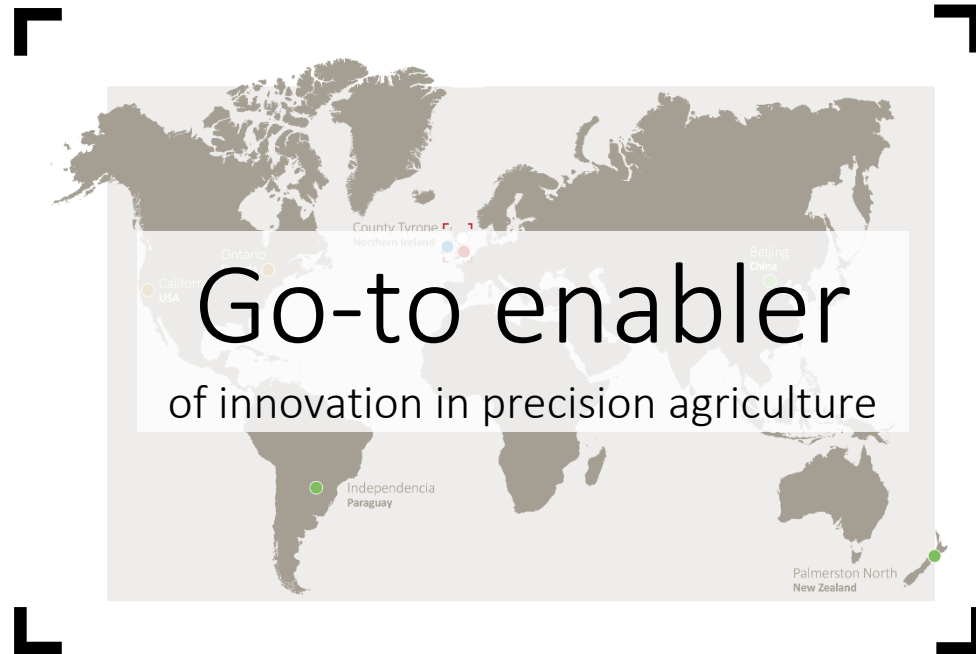 County Tyrone
Northern Ireland
Ontario
Beijing
China
USA
Go-to enabler
of innovation in precision agriculture
Independencia
Paraguay
Palmerston North
New Zealand